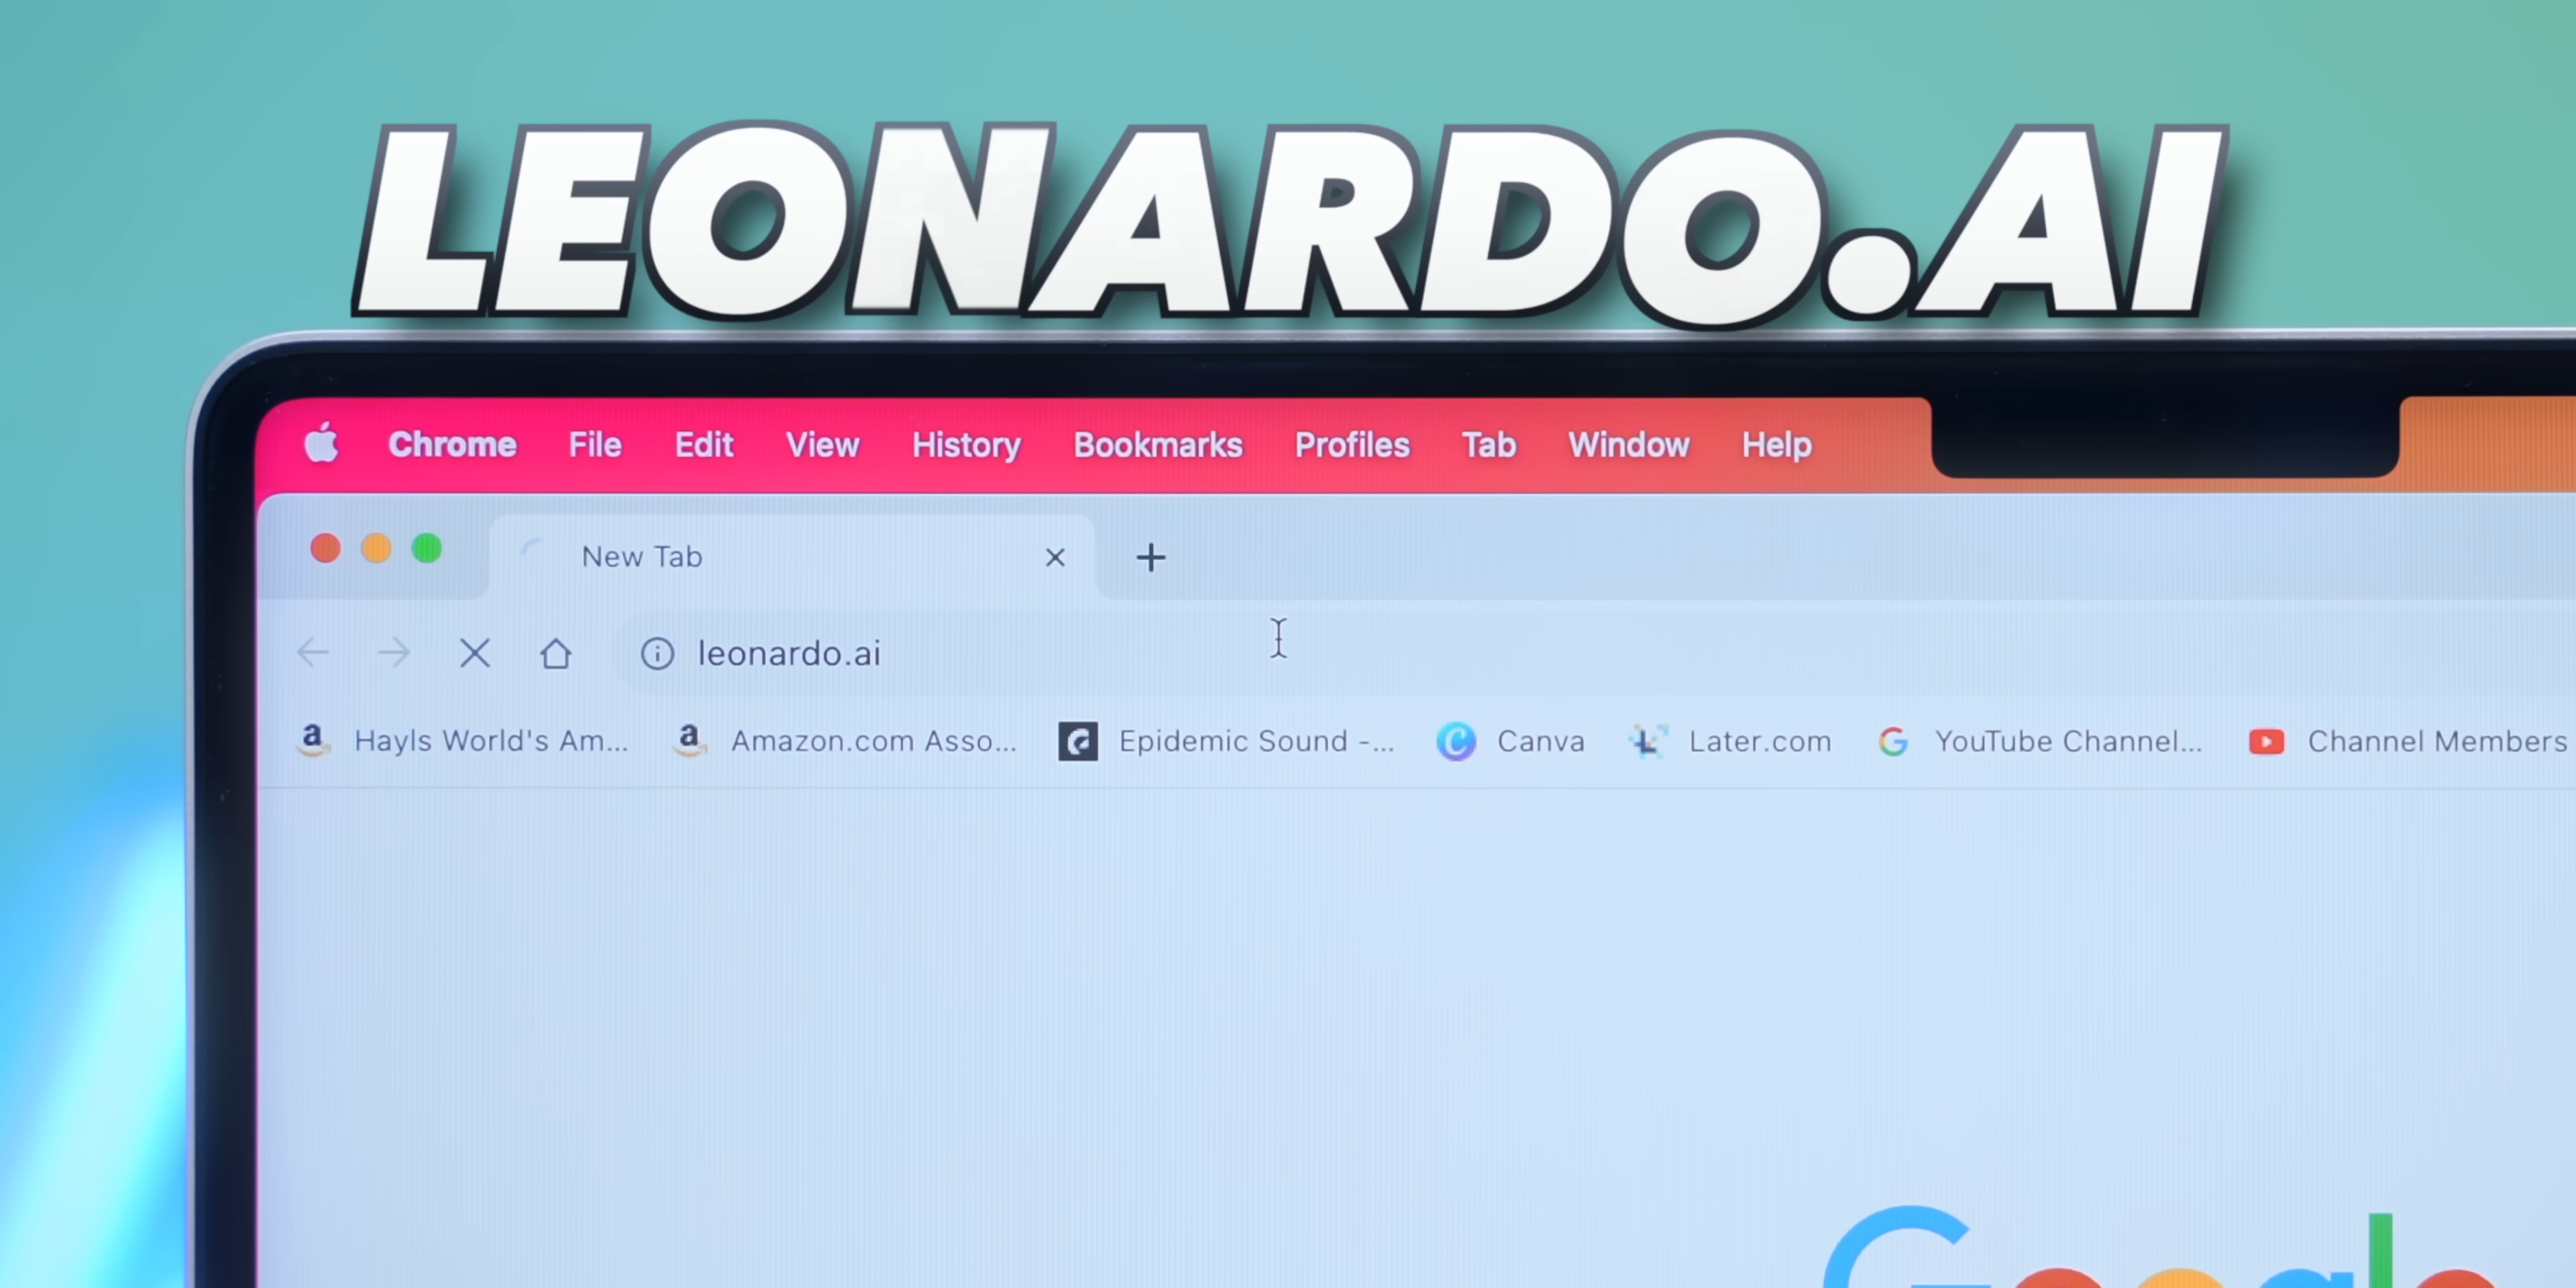 LEONARDO.AI
Chrome File Edit View History Bookmarks Profiles Tab Window Help
New Tab
leonardo.ai
Hayls World's Am... Amazon.com Asso... Epidemic Sound -... Canva Later.com YouTube Channel... Channel Members
Google